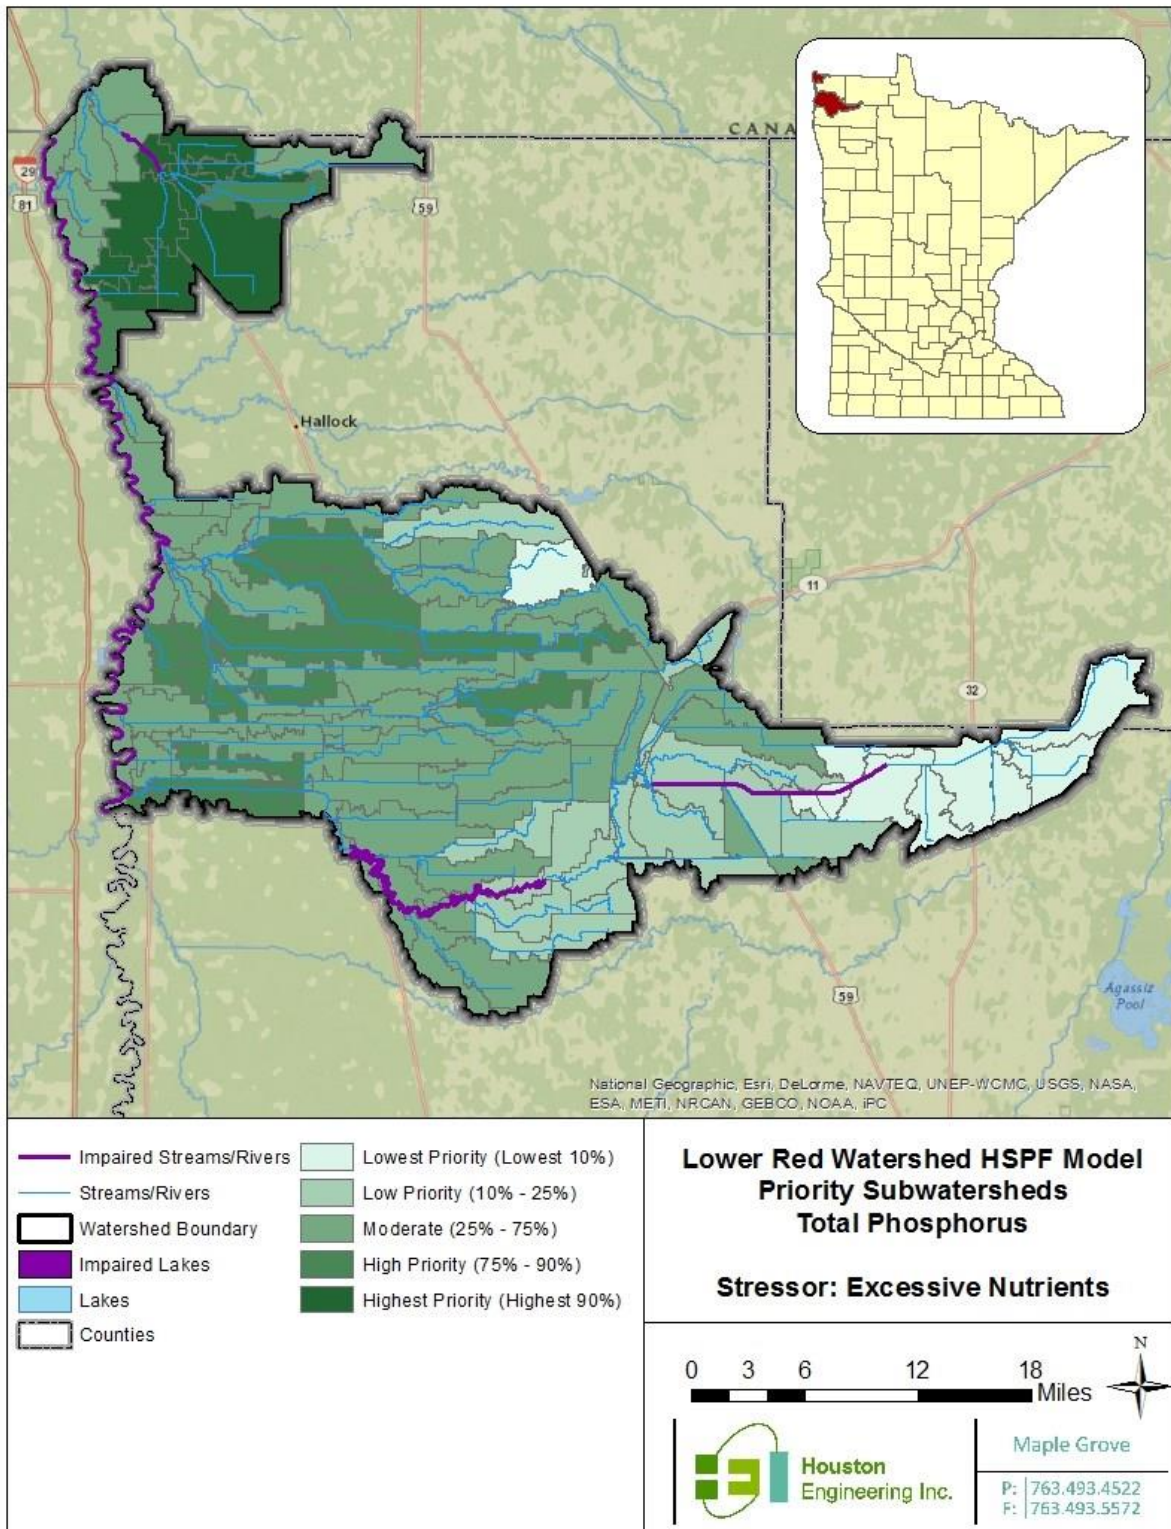 CANA
29
81
59
Hallock
11
32
59
Agassiz
Pool
National Geographic, Esri, DeLorme, NAVTEQ, UNEP-WCMC, USGS, NASA,
ESA, METI, NRCAN, GEBCO, NOAA, iPC
Impaired Streams/Rivers
Streams/Rivers
Watershed Boundary
Impaired Lakes
Lakes
Counties
Lowest Priority (Lowest 10%)
Low Priority (10% - 25%)
Moderate (25% - 75%)
High Priority (75% - 90%)
Highest Priority (Highest 90%)
Lower Red Watershed HSPF Model
Priority Subwatersheds
Total Phosphorus
Stressor: Excessive Nutrients
0 3 6 12 18
Miles
N
Houston
Engineering Inc.
Maple Grove
P: 763.493.4522
F: 763.493.5572